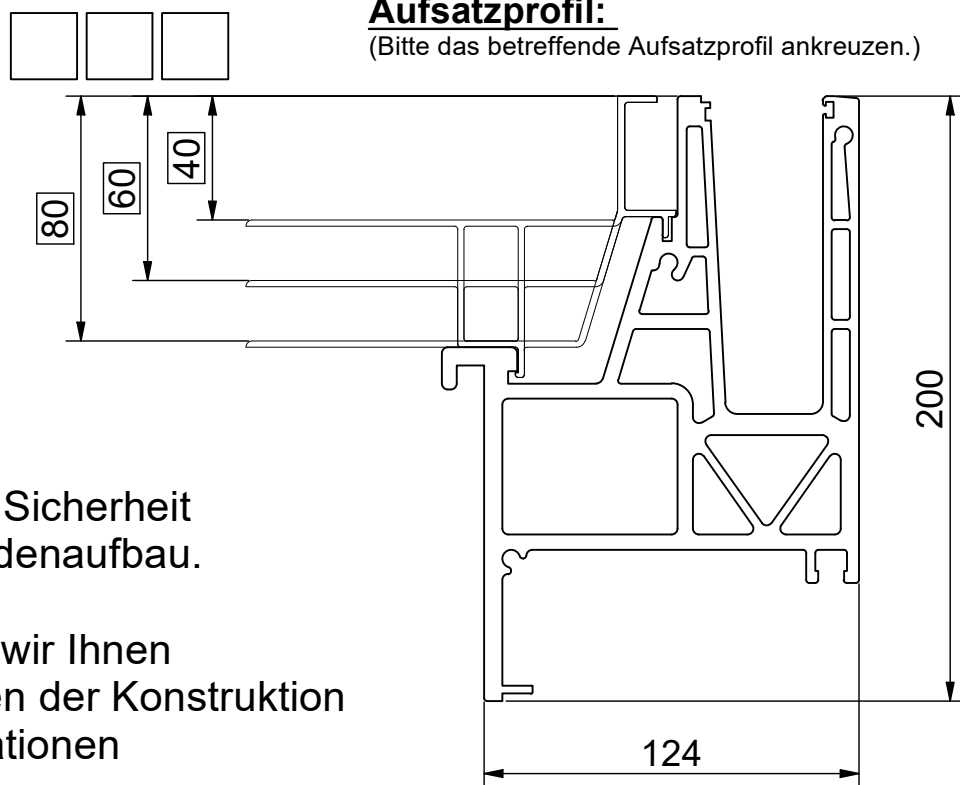 Aufsatzprofil:
(Bitte das betreffende Aufsatzprofil ankreuzen.)
40
60
80
200
Sicherheit
denaufbau.
wir Ihnen
en der Konstruktion
ationen
124